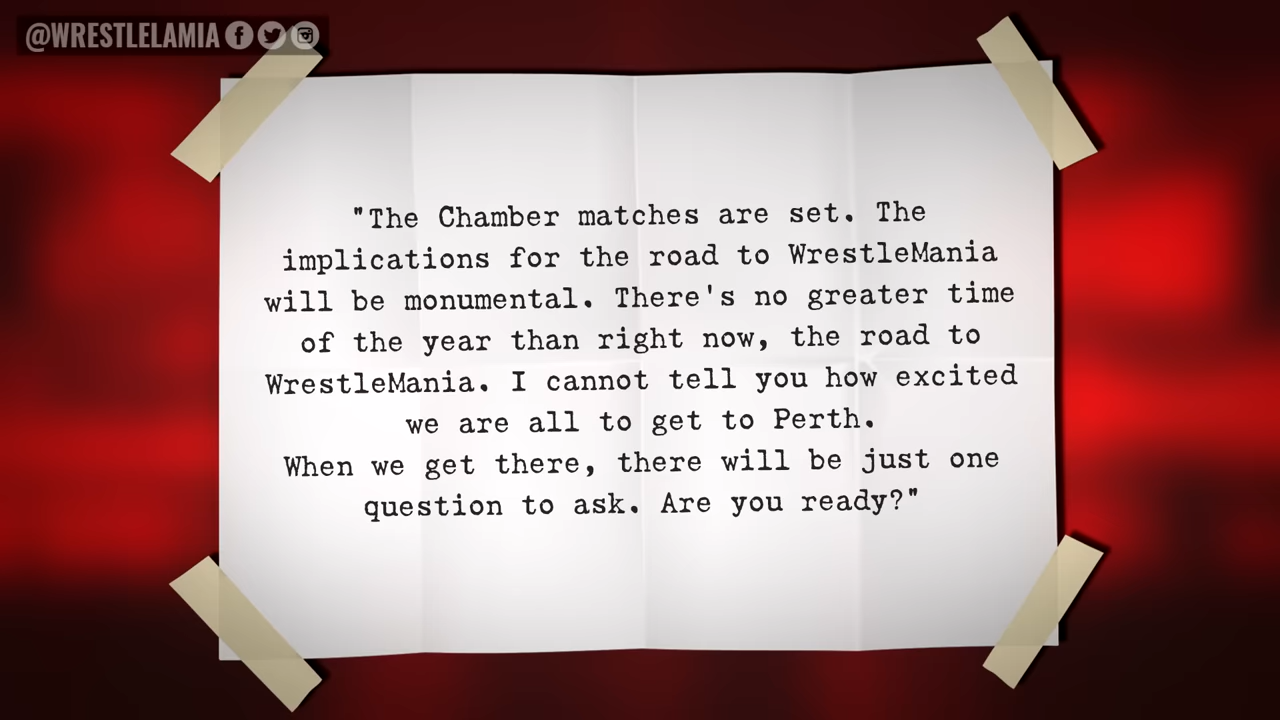 @WRESTLELAMIA
"The Chamber matches are set. The
implications for the road to WrestleMania
will be monumental. There's no greater time
of the year than right now, the road to
WrestleMania. I cannot tell you how excited
we are all to get to Perth.
When we get there, there will be just one
question to ask. Are you ready?"